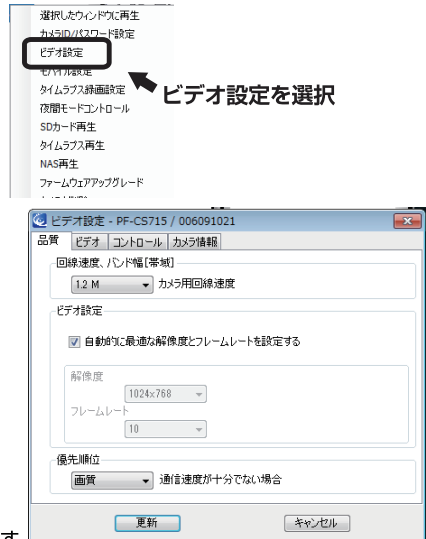 選択したウィンドウに再生
カメラID/パスワード設定
ビデオ設定
モバイル設定
タイムラプス録画設定
ビデオ設定を選択
夜間モードコントロール
SDカード再生
タイムラプス再生
NAS再生
ファームウェアアップグレード
ビデオ設定 - PF-CS715 / 006091021
品質 ビデオ コントロール カメラ情報
回線速度、バンド幅[帯域]
1.2 M カメラ用回線速度
ビデオ設定
自動的に最適な解像度とフレームレートを設定する
解像度
1024x768
フレームレート
10
優先順位
画質 通信速度が十分でない場合
更新 キャンセル
す